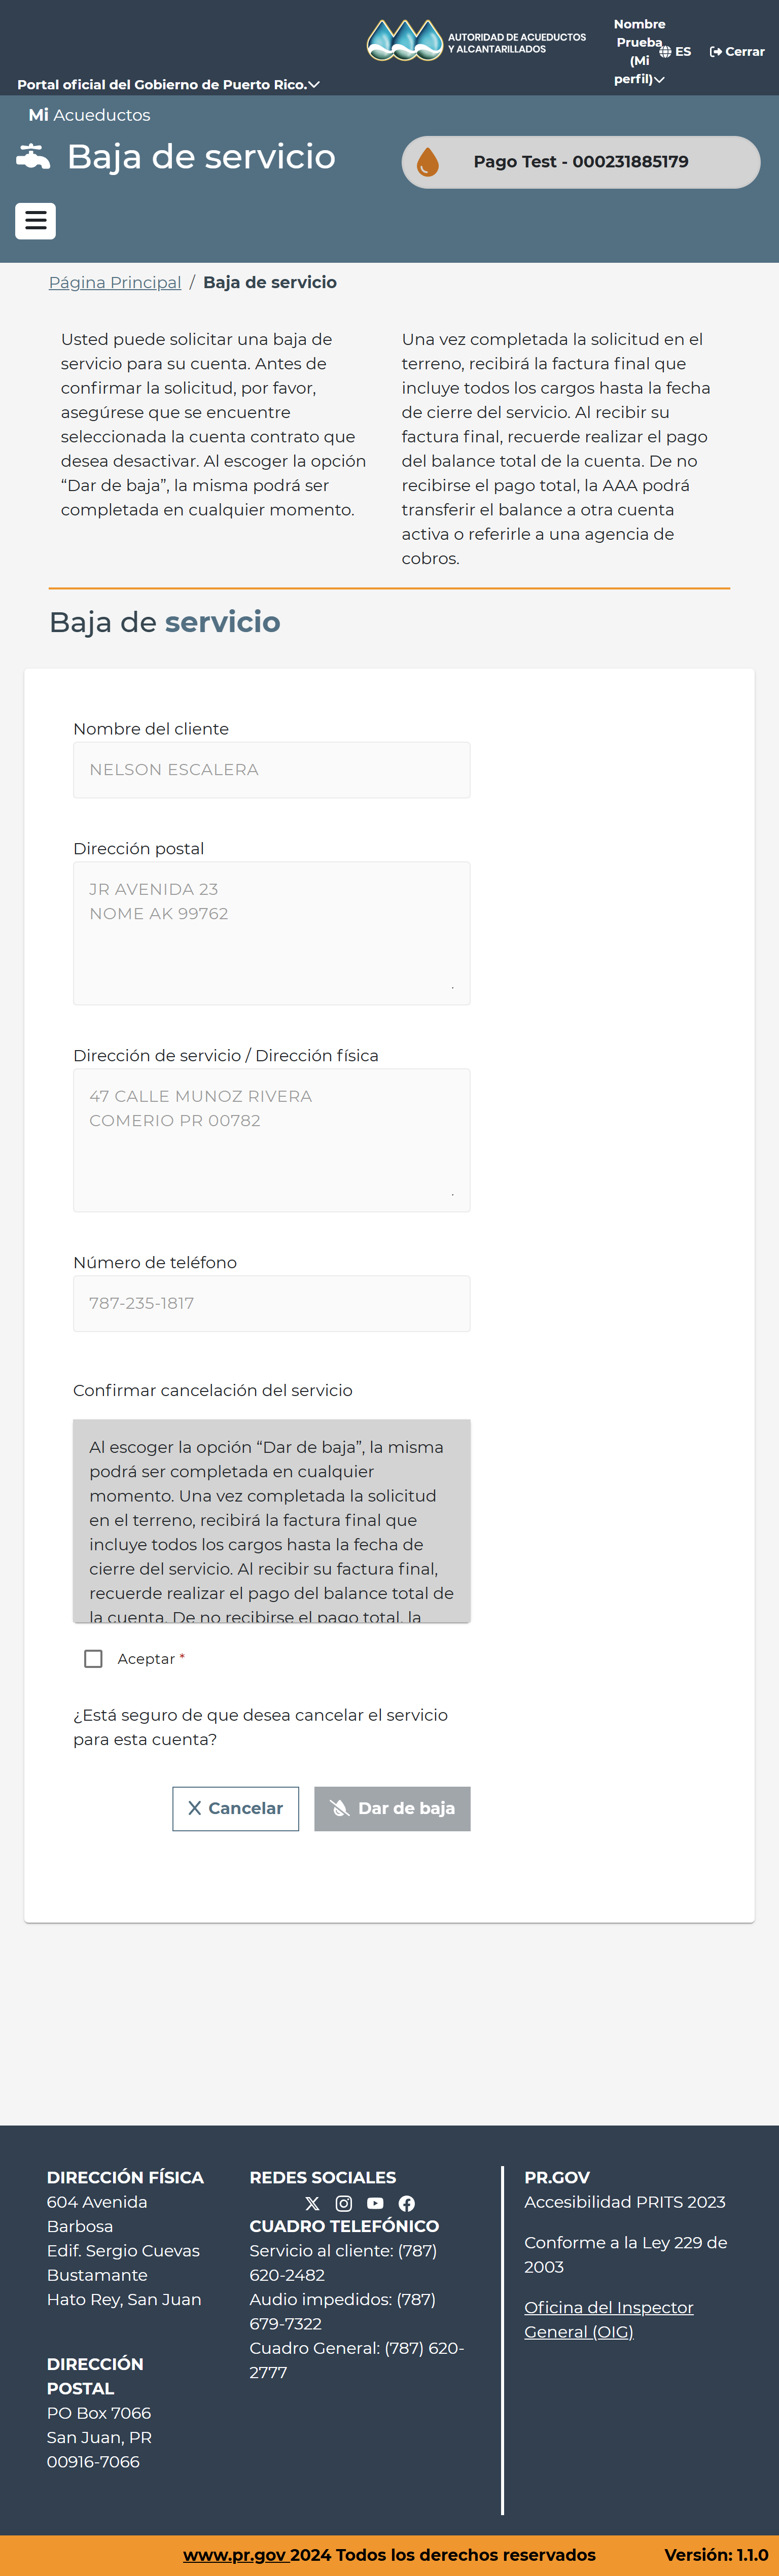 AUTORIDAD DE ACUEDUCTOS
Y ALCANTARILLADOS
Nombre
Prueba
(Mi
perfil)
ES
Cerrar
Portal oficial del Gobierno de Puerto Rico.
Mi Acueductos
Baja de servicio
Pago Test - 000231885179
Página Principal / Baja de servicio
Usted puede solicitar una baja de
servicio para su cuenta. Antes de
confirmar la solicitud, por favor,
asegúrese que se encuentre
seleccionada la cuenta contrato que
desea desactivar. Al escoger la opción
“Dar de baja”, la misma podrá ser
completada en cualquier momento.
Una vez completada la solicitud en el
terreno, recibirá la factura final que
incluye todos los cargos hasta la fecha
de cierre del servicio. Al recibir su
factura final, recuerde realizar el pago
del balance total de la cuenta. De no
recibirse el pago total, la AAA podrá
transferir el balance a otra cuenta
activa o referirle a una agencia de
cobros.
Baja de servicio
Nombre del cliente
NELSON ESCALERA
Dirección postal
JR AVENIDA 23
NOME AK 99762
Dirección de servicio / Dirección física
47 CALLE MUNOZ RIVERA
COMERIO PR 00782
Número de teléfono
787-235-1817
Confirmar cancelación del servicio
Al escoger la opción “Dar de baja”, la misma
podrá ser completada en cualquier
momento. Una vez completada la solicitud
en el terreno, recibirá la factura final que
incluye todos los cargos hasta la fecha de
cierre del servicio. Al recibir su factura final,
recuerde realizar el pago del balance total de
la cuenta. De no recibirse el pago total, la
Aceptar *
¿Está seguro de que desea cancelar el servicio
para esta cuenta?
Cancelar
Dar de baja
DIRECCIÓN FÍSICA
604 Avenida
Barbosa
Edif. Sergio Cuevas
Bustamante
Hato Rey, San Juan
DIRECCIÓN
POSTAL
PO Box 7066
San Juan, PR
00916-7066
REDES SOCIALES
CUADRO TELEFÓNICO
Servicio al cliente: (787)
620-2482
Audio impedidos: (787)
679-7322
Cuadro General: (787) 620-
2777
PR.GOV
Accesibilidad PRITS 2023
Conforme a la Ley 229 de
2003
Oficina del Inspector
General (OIG)
www.pr.gov 2024 Todos los derechos reservados
Versión: 1.1.0